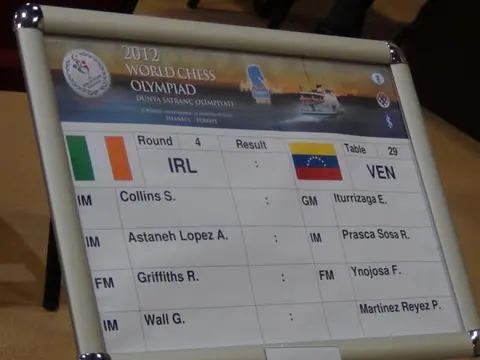 2012
WORLD CHESS
OLYMPIAD
DÜNYA SATRANÇ OLİMPİYATI
Round 4 Result Table 29
IRL : VEN
IM Collins S. : GM Iturrizaga E.
IM Astaneh Lopez A. : IM Prasca Sosa R.
FM Griffiths R. : FM Ynojosa F.
IM Wall G. : Martinez Reyez P.